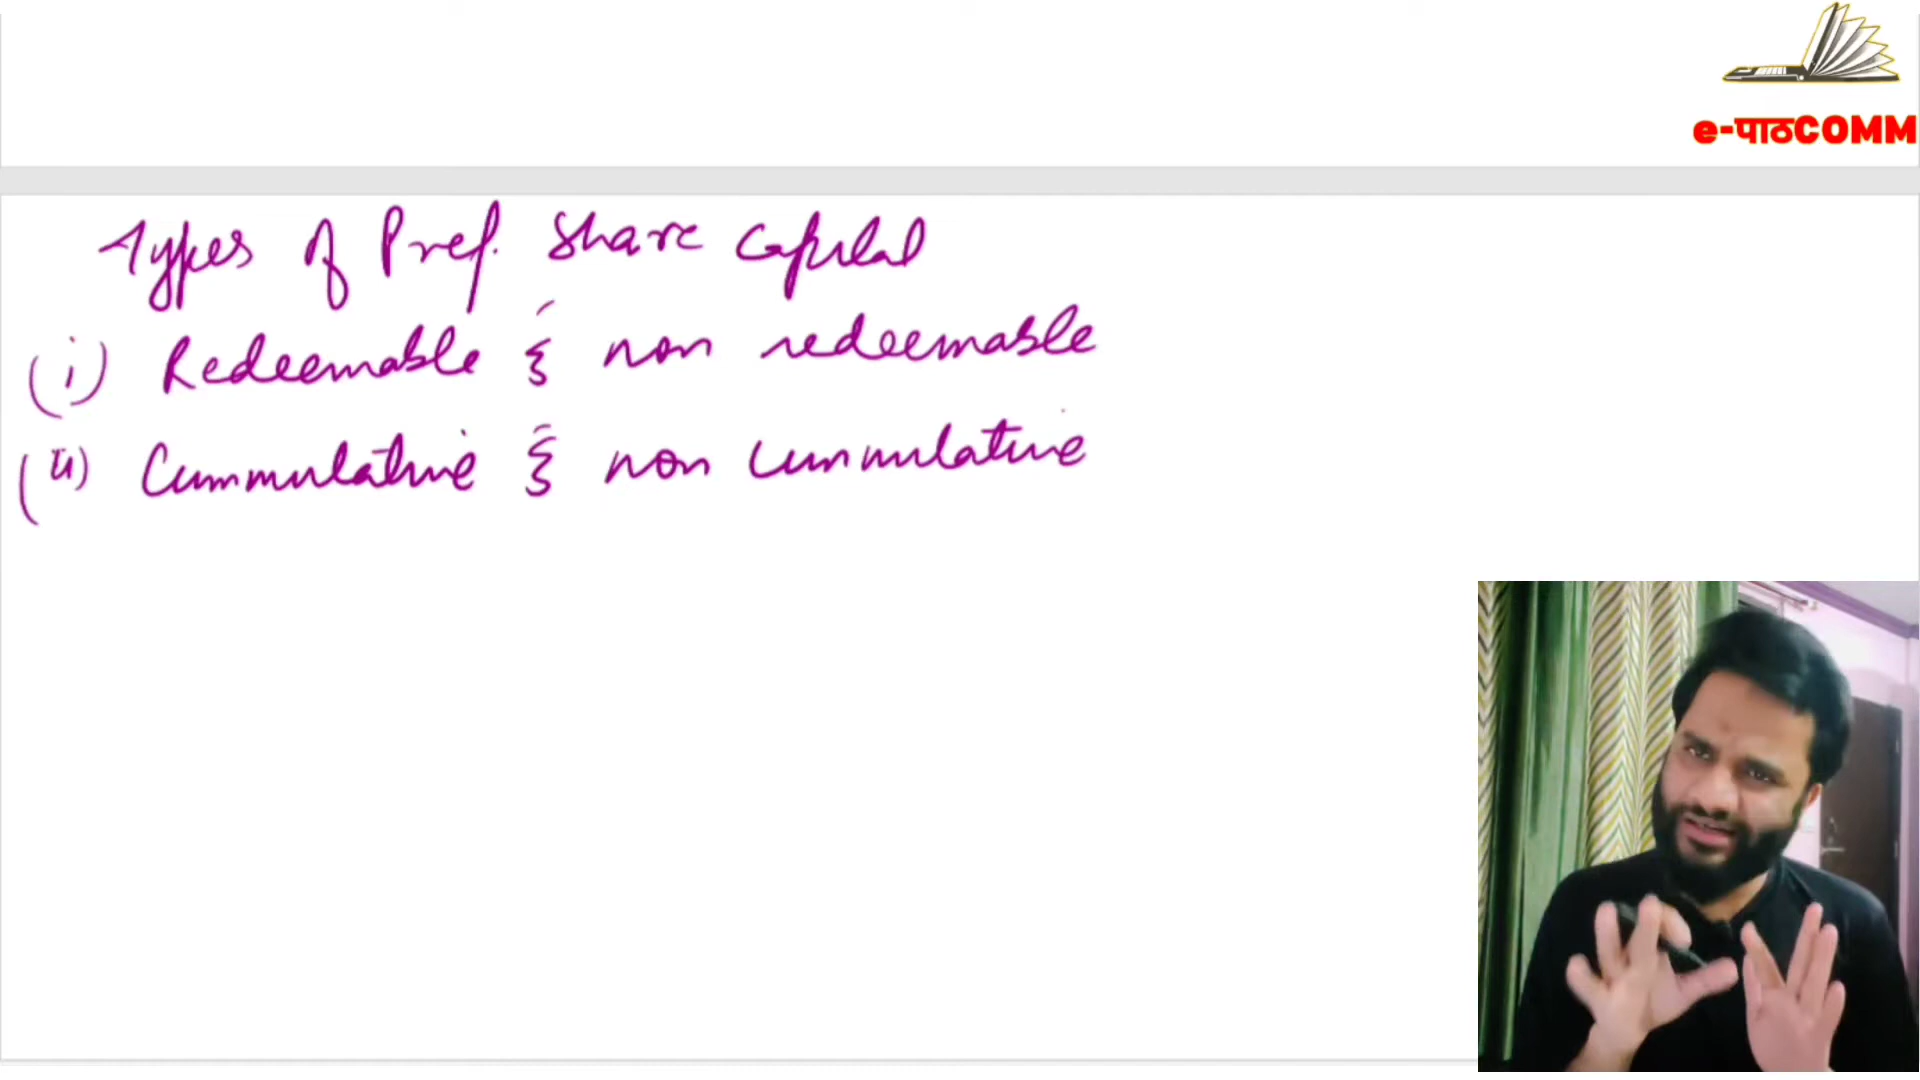 e-पाठCOMM
Types of Pref. Share Capital
(i) Redeemable & non redeemable
(ii) Cummulative & non cummulative